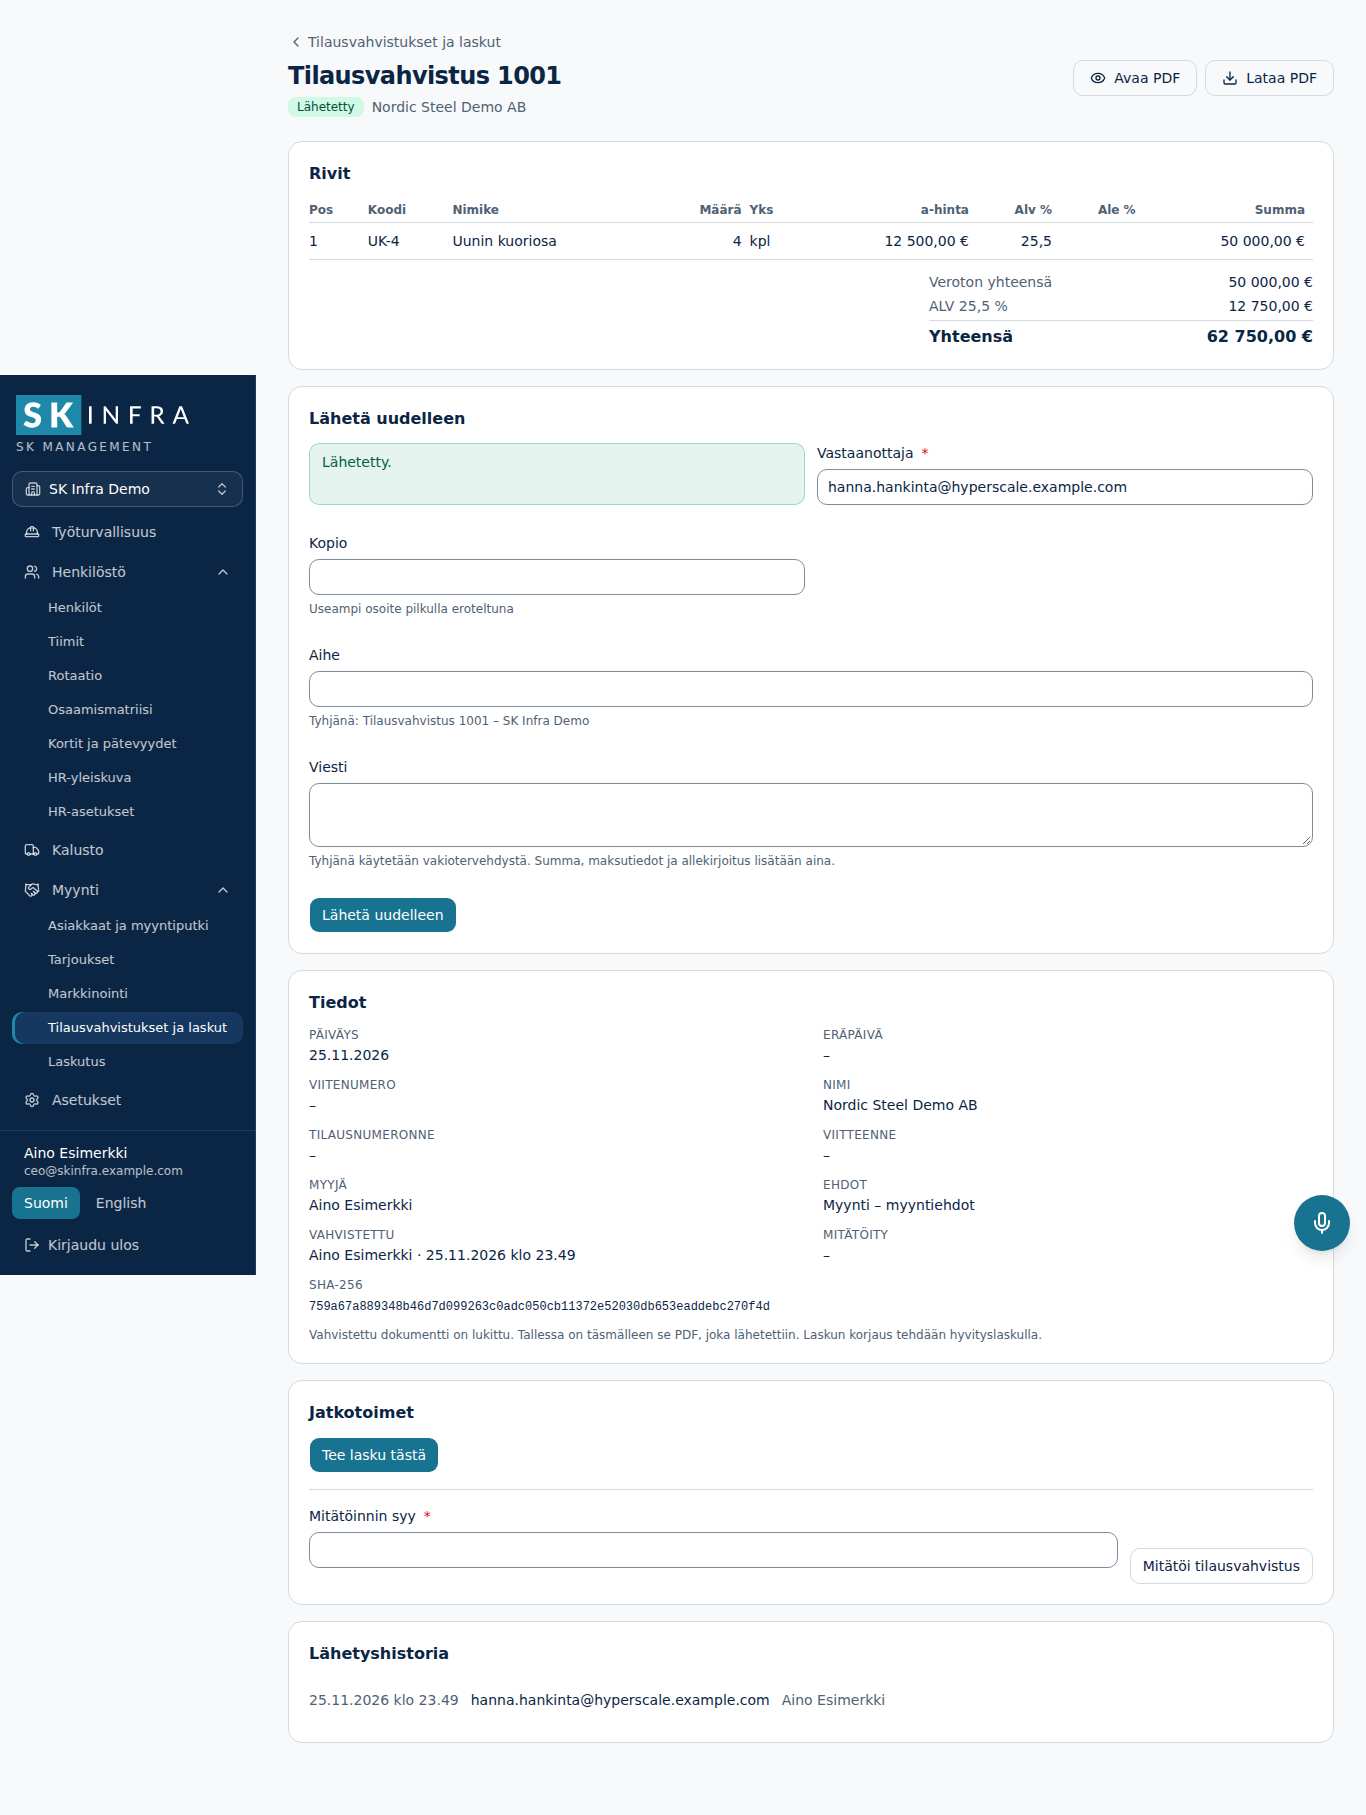 Tilausvahvistukset ja laskut
Tilausvahvistus 1001
Avaa PDF
Lataa PDF
Lähetetty Nordic Steel Demo AB
Rivit
Pos Koodi Nimike Määrä Yks a-hinta Alv % Ale % Summa
1 UK-4 Uunin kuoriosa 4 kpl 12 500,00 € 25,5 50 000,00 €
Veroton yhteensä 50 000,00 €
ALV 25,5 % 12 750,00 €
Yhteensä 62 750,00 €
SK INFRA
SK MANAGEMENT
SK Infra Demo
Työturvallisuus
Henkilöstö
Henkilöt
Tiimit
Rotaatio
Osaamismatriisi
Kortit ja pätevyydet
HR-yleiskuva
HR-asetukset
Kalusto
Myynti
Asiakkaat ja myyntiputki
Tarjoukset
Markkinointi
Tilausvahvistukset ja laskut
Laskutus
Asetukset
Aino Esimerkki
ceo@skinfra.example.com
Suomi English
Kirjaudu ulos
Lähetä uudelleen
Lähetetty.
Vastaanottaja *
hanna.hankinta@hyperscale.example.com
Kopio
Useampi osoite pilkulla eroteltuna
Aihe
Tyhjänä: Tilausvahvistus 1001 – SK Infra Demo
Viesti
Tyhjänä käytetään vakiotervehdystä. Summa, maksutiedot ja allekirjoitus lisätään aina.
Lähetä uudelleen
Tiedot
PÄIVÄYS
25.11.2026
ERÄPÄIVÄ
–
VIITENUMERO
–
NIMI
Nordic Steel Demo AB
TILAUSNUMERONNE
–
VIITTEENNE
–
MYYJÄ
Aino Esimerkki
EHDOT
Myynti – myyntiehdot
VAHVISTETTU
Aino Esimerkki · 25.11.2026 klo 23.49
MITÄTÖITY
–
SHA-256
759a67a889348b46d7d099263c0adc050cb11372e52030db653eaddebc270f4d
Vahvistettu dokumentti on lukittu. Tallessa on täsmälleen se PDF, joka lähetettiin. Laskun korjaus tehdään hyvityslaskulla.
Jatkotoimet
Tee lasku tästä
Mitätöinnin syy *
Mitätöi tilausvahvistus
Lähetyshistoria
25.11.2026 klo 23.49 hanna.hankinta@hyperscale.example.com Aino Esimerkki